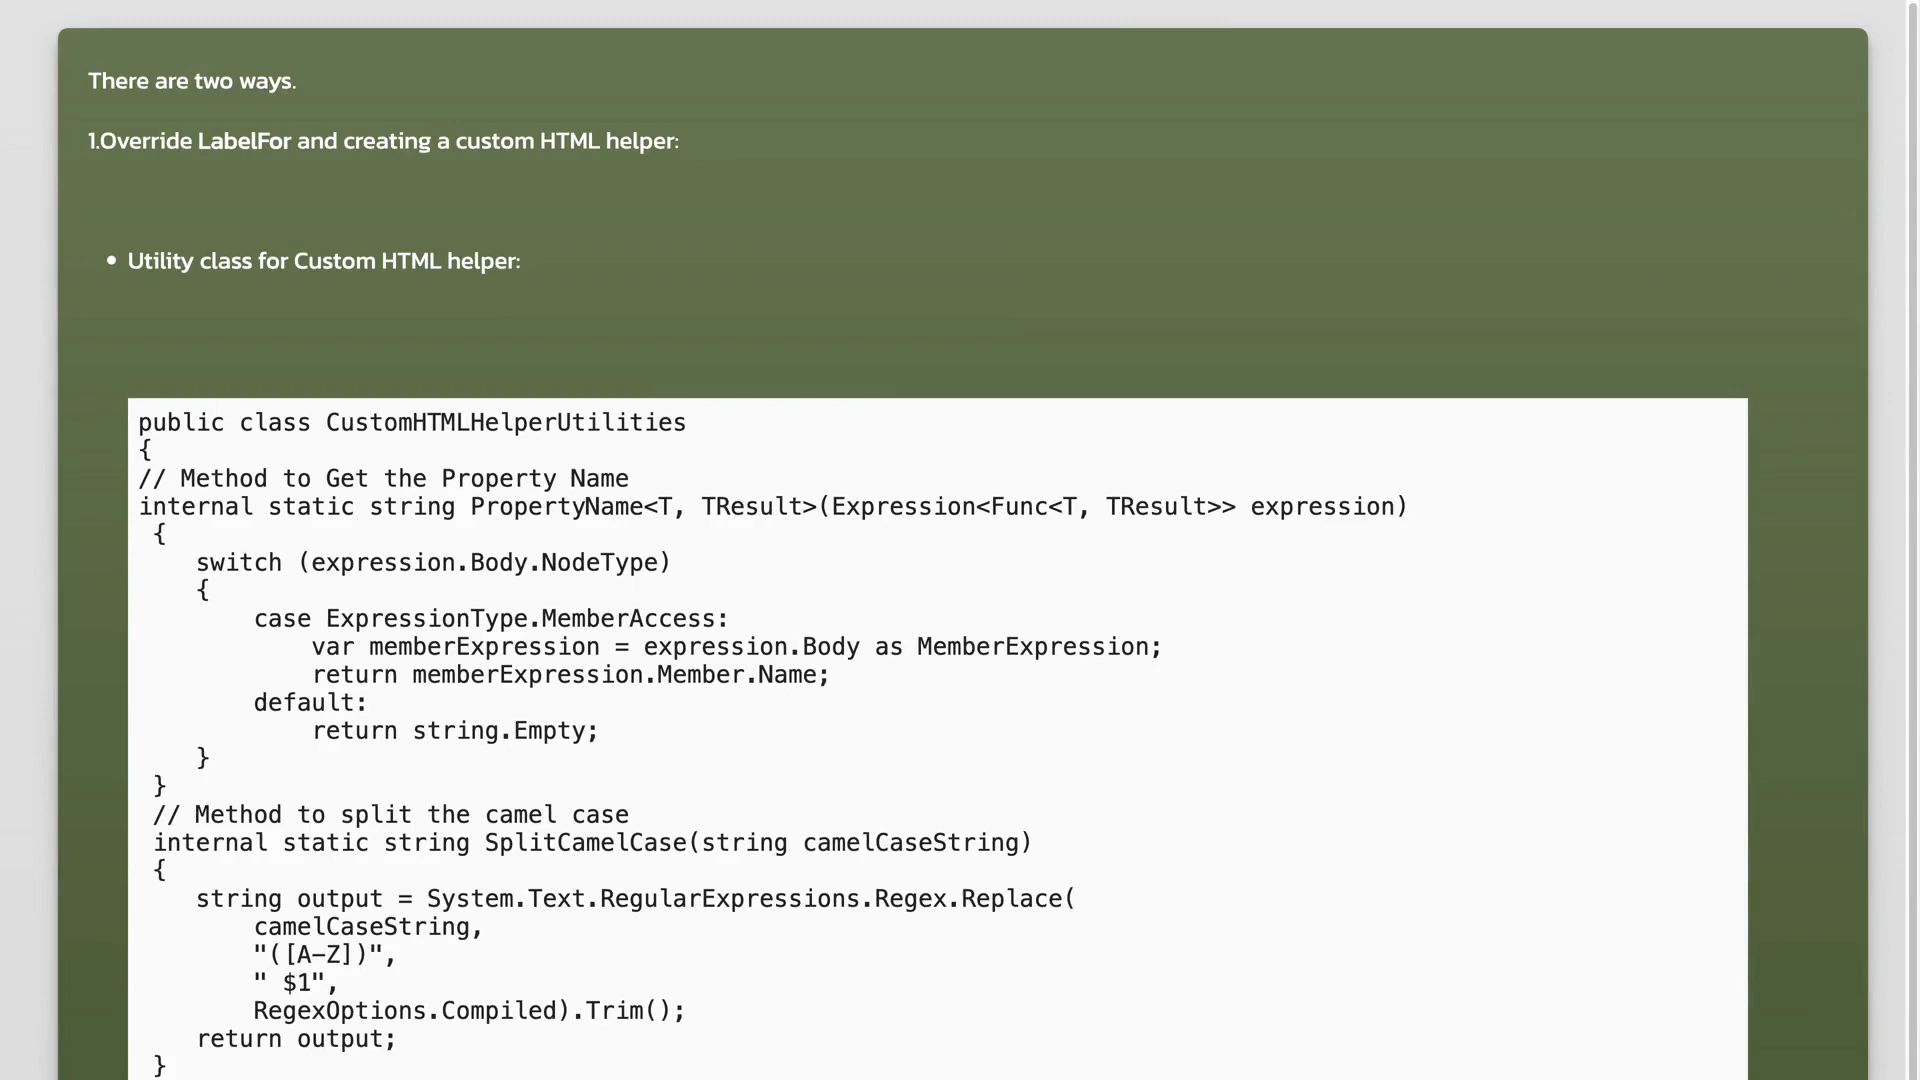 There are two ways.
1.Override LabelFor and creating a custom HTML helper:
• Utility class for Custom HTML helper:
public class CustomHTMLHelperUtilities
{
// Method to Get the Property Name
internal static string PropertyName<T, TResult>(Expression<Func<T, TResult>> expression)
 {
    switch (expression.Body.NodeType)
    {
        case ExpressionType.MemberAccess:
            var memberExpression = expression.Body as MemberExpression;
            return memberExpression.Member.Name;
        default:
            return string.Empty;
    }
 }
 // Method to split the camel case
 internal static string SplitCamelCase(string camelCaseString)
 {
    string output = System.Text.RegularExpressions.Regex.Replace(
        camelCaseString,
        "([A-Z])",
        " $1",
        RegexOptions.Compiled).Trim();
    return output;
 }